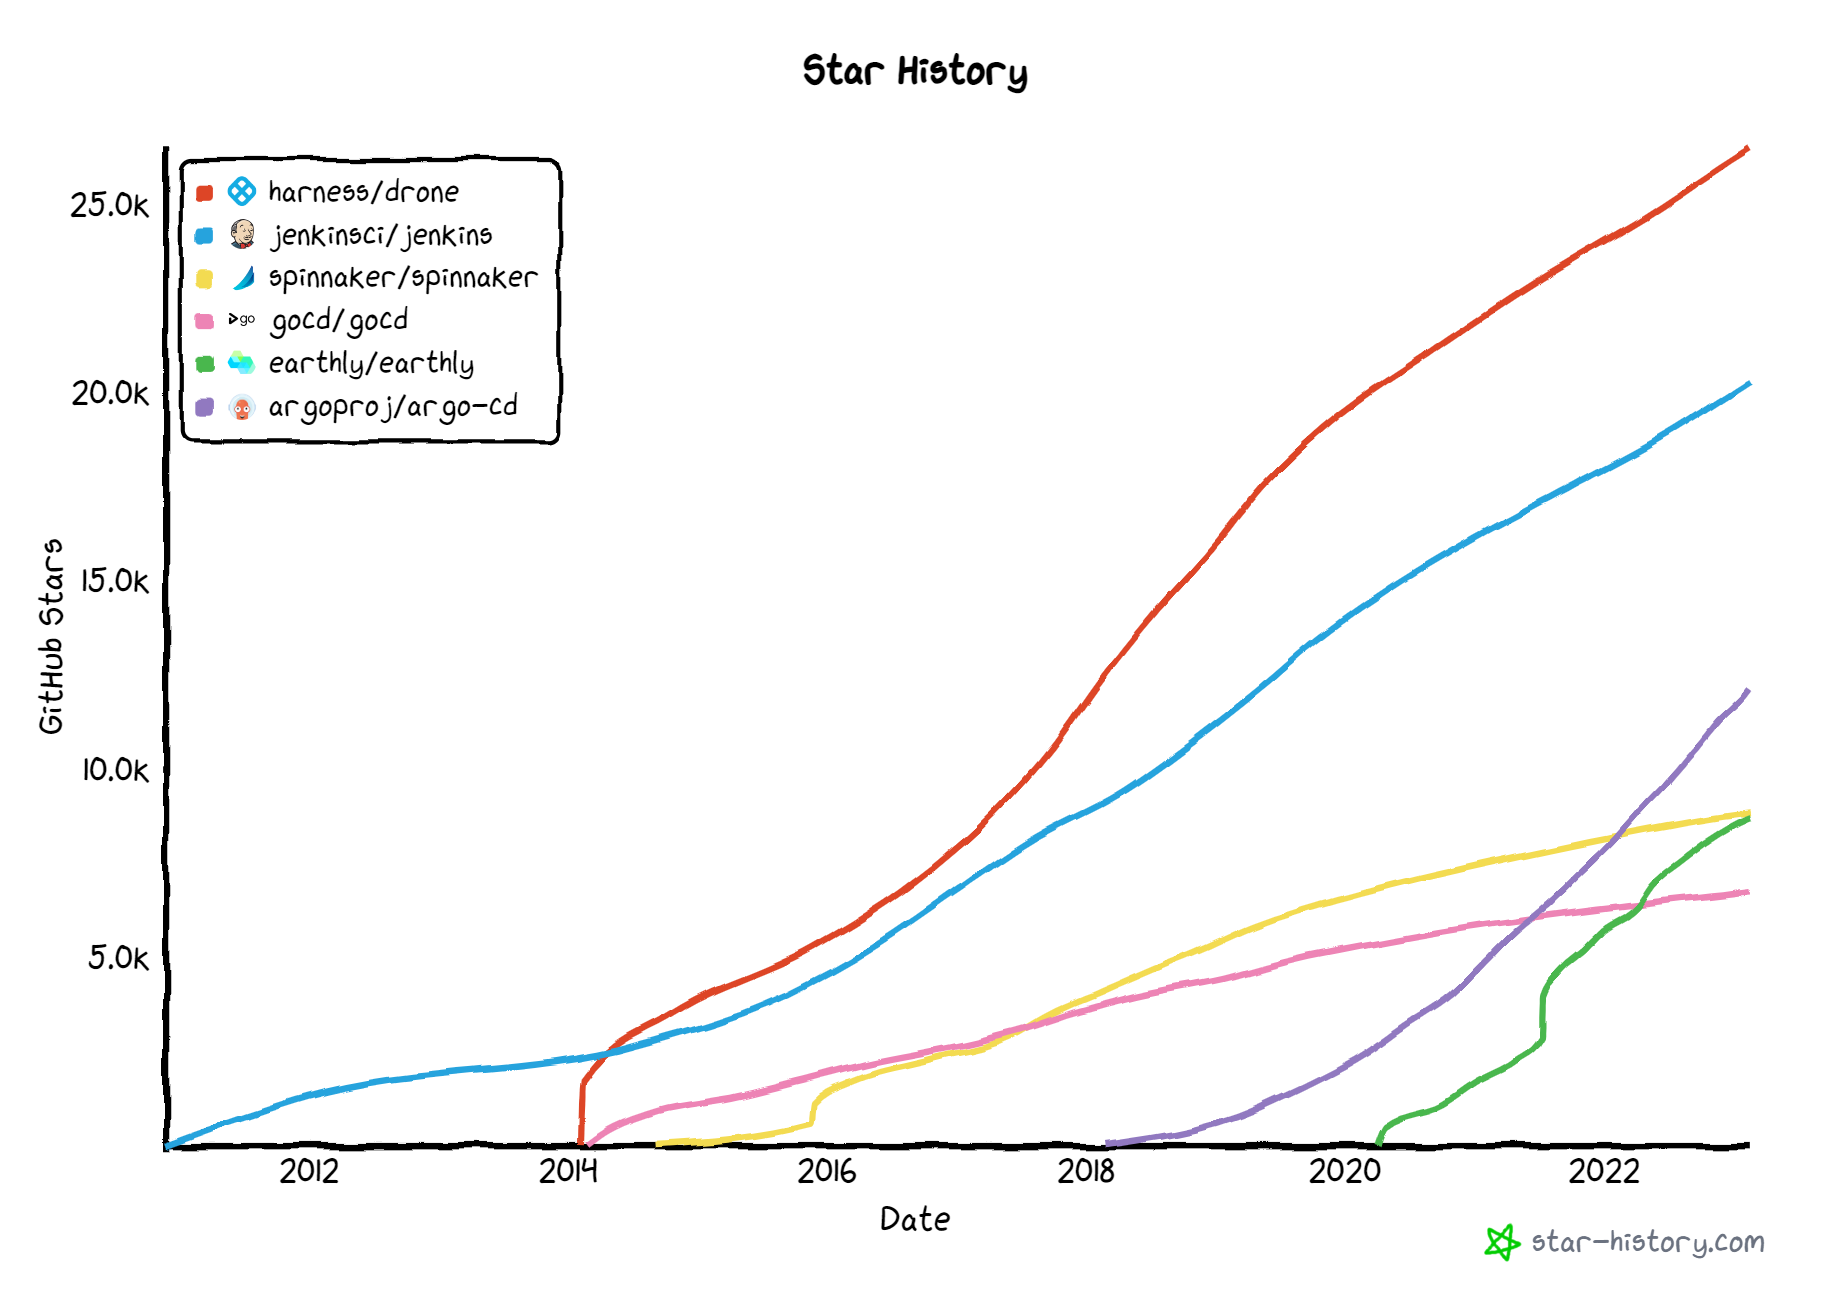 Star History
harness/drone
jenkinsci/jenkins
spinnaker/spinnaker
go
gocd/gocd
earthly/earthly
argoproj/argo-cd
25.0k
20.0k
15.0k
10.0k
5.0k
GitHub Stars
2012
2014
2016
2018
2020
2022
Date
star-history.com